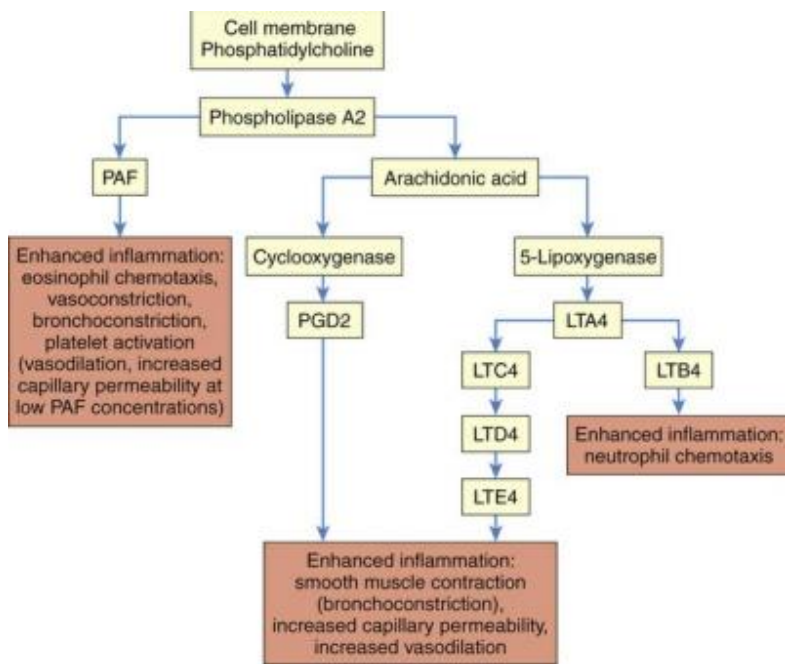 Cell membrane
Phosphatidylcholine
Phospholipase A2
PAF
Arachidonic acid
Enhanced inflammation:
eosinophil chemotaxis,
vasoconstriction,
bronchoconstriction,
platelet activation
(vasodilation, increased
capillary permeability at
low PAF concentrations)
Cyclooxygenase
5-Lipoxygenase
PGD2
LTA4
LTC4
LTB4
LTD4
Enhanced inflammation:
neutrophil chemotaxis
LTE4
Enhanced inflammation:
smooth muscle contraction
(bronchoconstriction),
increased capillary permeability,
increased vasodilation